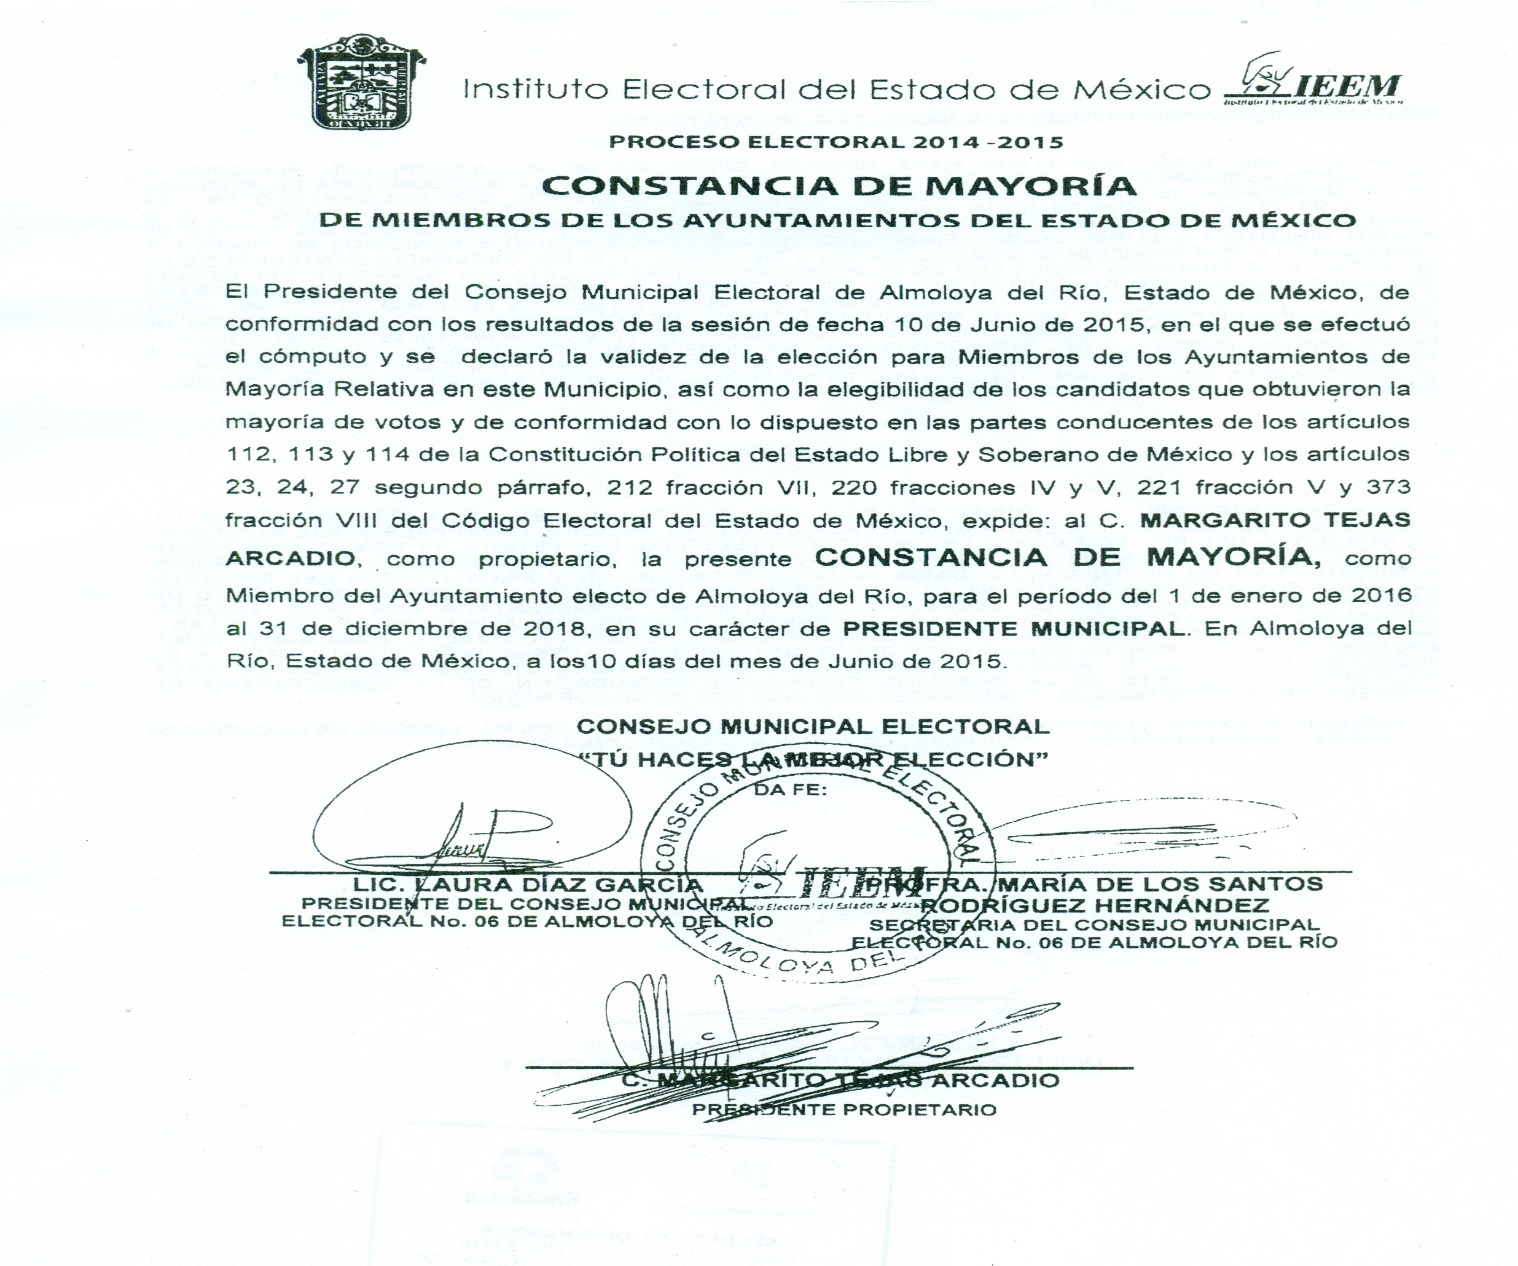 Instituto Electoral del Estado de México IEEM
Instituto Electoral del Estado de México
PROCESO ELECTORAL 2014 -2015
CONSTANCIA DE MAYORÍA
DE MIEMBROS DE LOS AYUNTAMIENTOS DEL ESTADO DE MÉXICO
El Presidente del Consejo Municipal Electoral de Almoloya del Río, Estado de México, de
conformidad con los resultados de la sesión de fecha 10 de Junio de 2015, en el que se efectuó
el cómputo y se declaró la validez de la elección para Miembros de los Ayuntamientos de
Mayoría Relativa en este Municipio, así como la elegibilidad de los candidatos que obtuvieron la
mayoría de votos y de conformidad con lo dispuesto en las partes conducentes de los artículos
112, 113 y 114 de la Constitución Política del Estado Libre y Soberano de México y los artículos
23, 24, 27 segundo párrafo, 212 fracción VII, 220 fracciones IV y V, 221 fracción V y 373
fracción VIII del Código Electoral del Estado de México, expide: al C. MARGARITO TEJAS
ARCADIO, como propietario, la presente CONSTANCIA DE MAYORÍA, como
Miembro del Ayuntamiento electo de Almoloya del Río, para el período del 1 de enero de 2016
al 31 de diciembre de 2018, en su carácter de PRESIDENTE MUNICIPAL. En Almoloya del
Río, Estado de México, a los10 días del mes de Junio de 2015.
CONSEJO MUNICIPAL ELECTORAL
“TÚ HACES LA MEJOR ELECCIÓN”
DA FE:
CONSEJO MUNICIPAL ELECTORAL
IEEM
Instituto Electoral del Estado de México
ALMOLOYA DEL RÍO
LIC. LAURA DÍAZ GARCÍA
PRESIDENTE DEL CONSEJO MUNICIPAL
ELECTORAL No. 06 DE ALMOLOYA DEL RÍO
PROFRA. MARÍA DE LOS SANTOS
RODRÍGUEZ HERNÁNDEZ
SECRETARIA DEL CONSEJO MUNICIPAL
ELECTORAL No. 06 DE ALMOLOYA DEL RÍO
C. MARGARITO TEJAS ARCADIO
PRESIDENTE PROPIETARIO